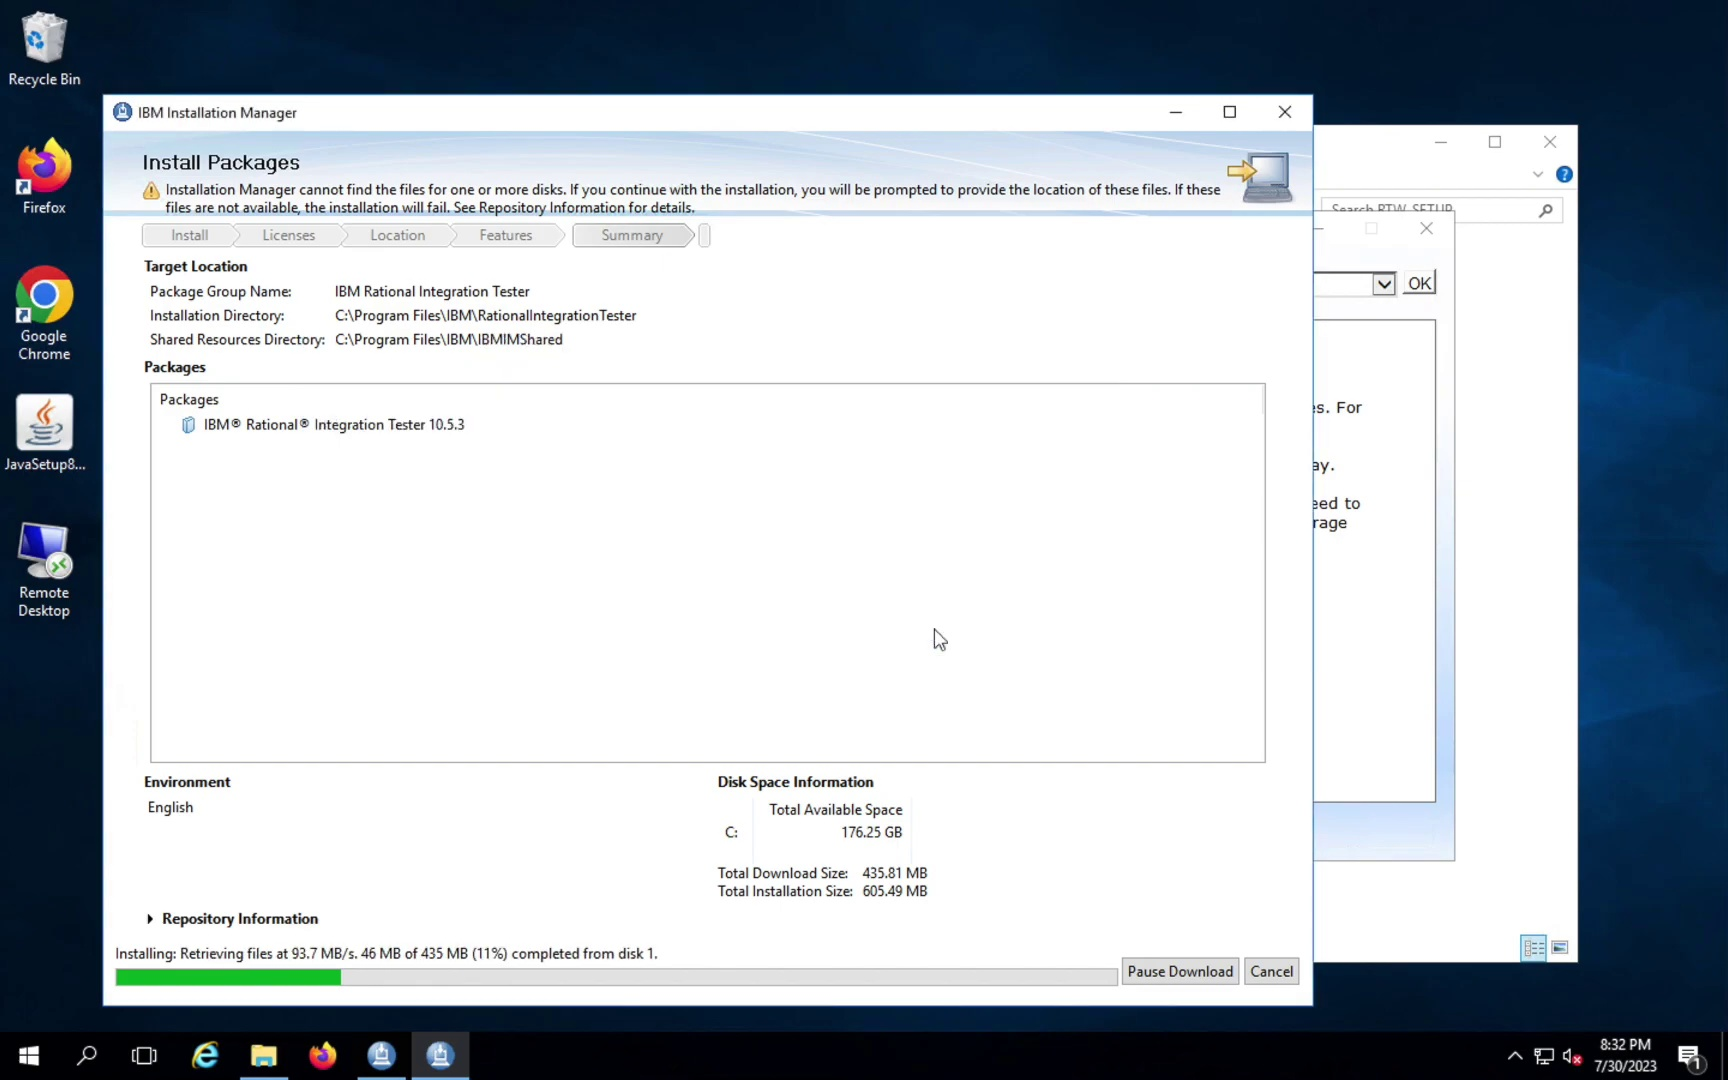 Recycle Bin
Firefox
Google
Chrome
JavaSetup8...
Remote
Desktop
IBM Installation Manager
Install Packages
Installation Manager cannot find the files for one or more disks. If you continue with the installation, you will be prompted to provide the location of these files. If these
files are not available, the installation will fail. See Repository Information for details.
Install
Licenses
Location
Features
Summary
Target Location
Package Group Name: IBM Rational Integration Tester
Installation Directory: C:\Program Files\IBM\RationalIntegrationTester
Shared Resources Directory: C:\Program Files\IBM\IBMIMShared
Packages
Packages
IBM® Rational® Integration Tester 10.5.3
Environment
English
Disk Space Information
Total Available Space
C: 176.25 GB
Total Download Size: 435.81 MB
Total Installation Size: 605.49 MB
Repository Information
Installing: Retrieving files at 93.7 MB/s. 46 MB of 435 MB (11%) completed from disk 1.
Pause Download
Cancel
?
Search RTW_SETUP
OK
es. For
ay.
eed to
rage
8:32 PM
7/30/2023
1